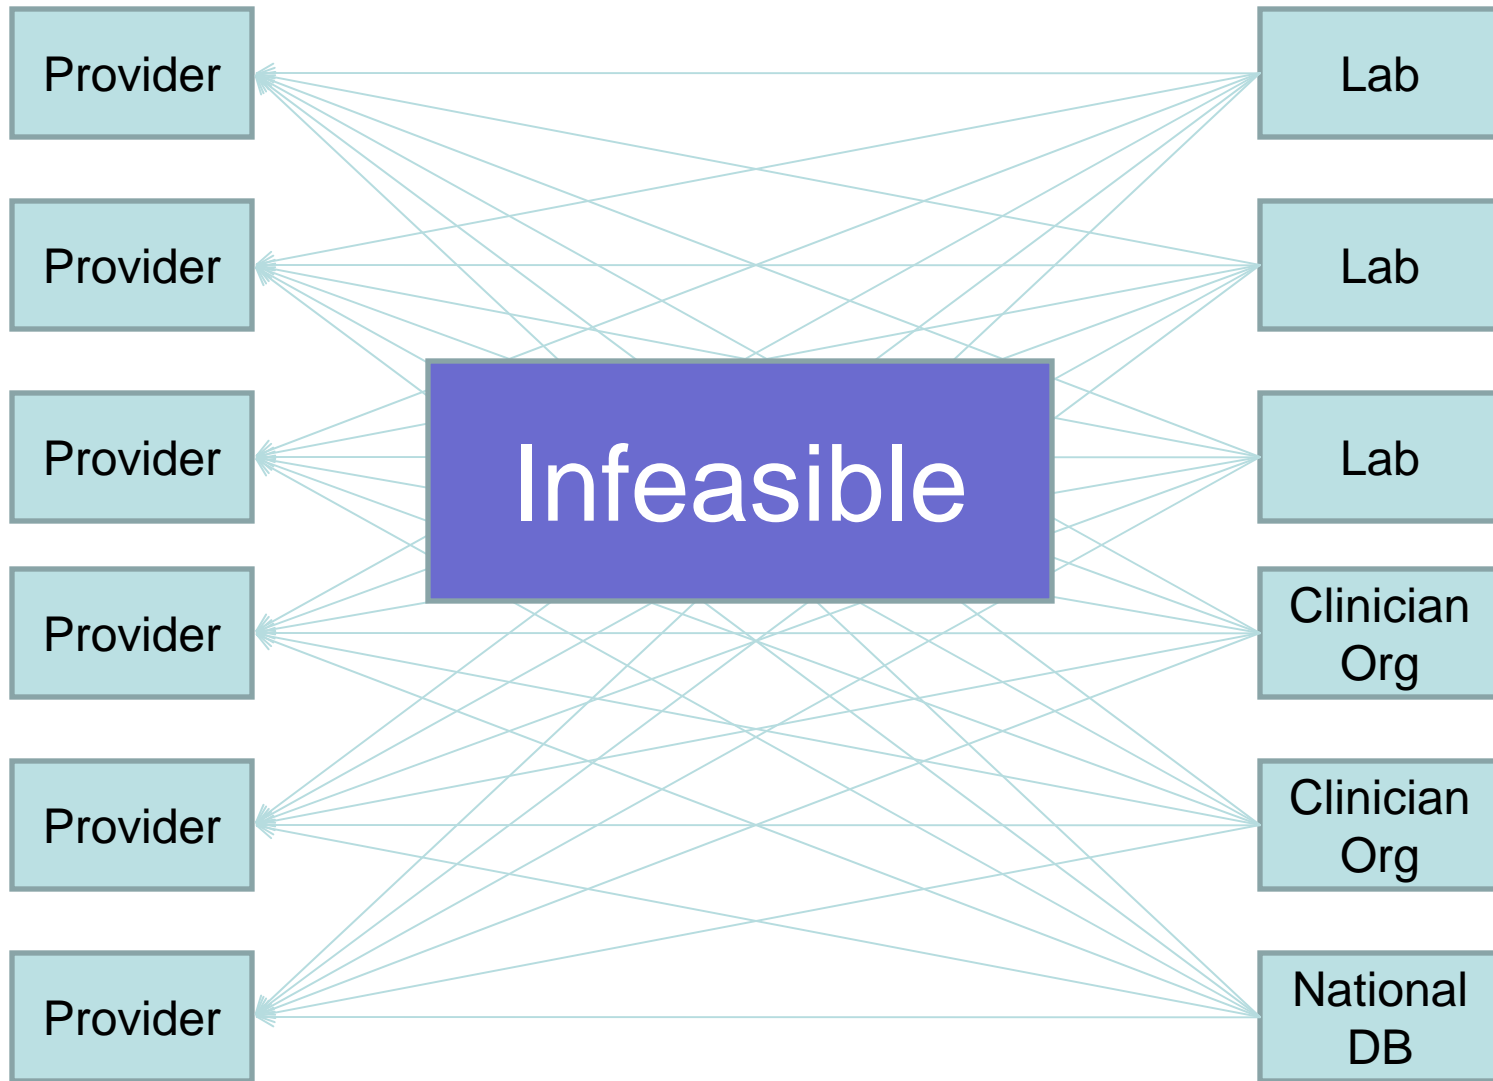 Provider
Lab
Provider
Lab
Provider
Infeasible
Lab
Provider
Clinician
Org
Provider
Clinician
Org
Provider
National
DB